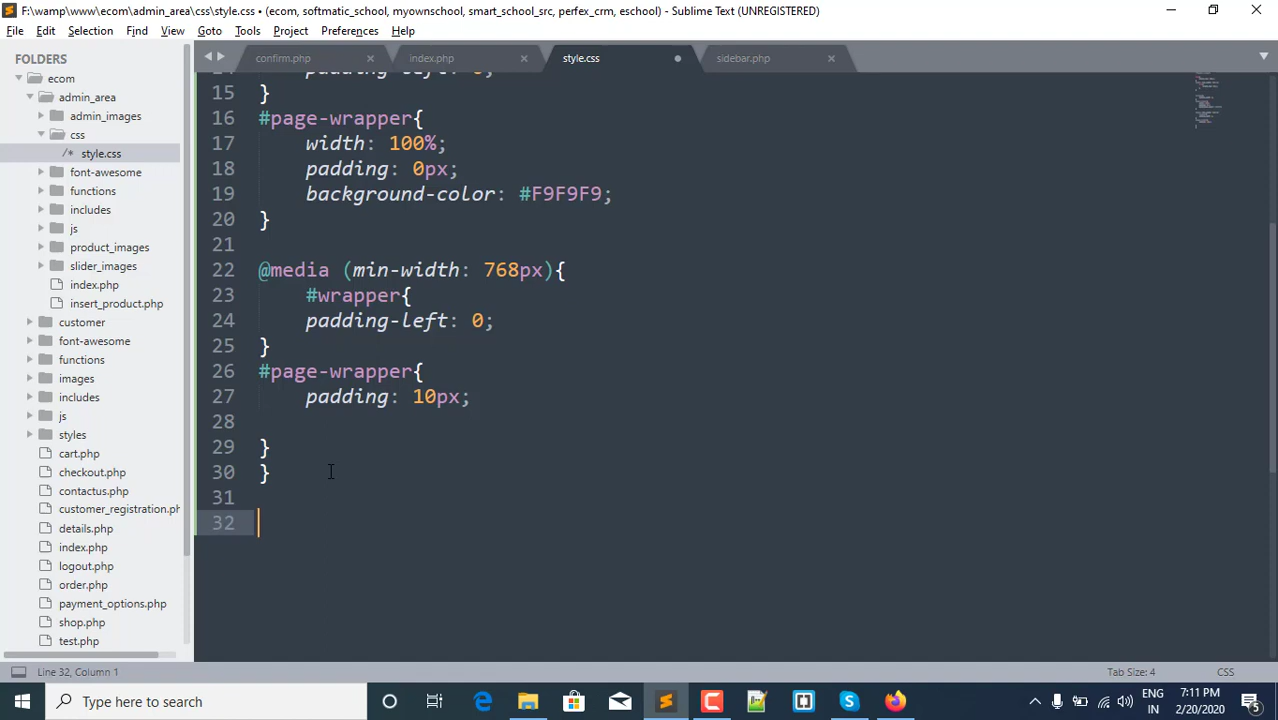 F:\wamp\www\ecom\admin_area\css\style.css • (ecom, softmatic_school, myownschool, smart_school_src, perfex_crm, eschool) - Sublime Text (UNREGISTERED)
File Edit Selection Find View Goto Tools Project Preferences Help
FOLDERS
ecom
admin_area
admin_images
css
/* style.css
font-awesome
functions
includes
js
product_images
slider_images
index.php
insert_product.php
customer
font-awesome
functions
images
includes
js
styles
cart.php
checkout.php
contactus.php
customer_registration.ph
details.php
index.php
logout.php
order.php
payment_options.php
shop.php
test.php
confirm.php
index.php
style.css
sidebar.php
15 }
16 #page-wrapper{
17 width: 100%;
18 padding: 0px;
19 background-color: #F9F9F9;
20 }
21
22 @media (min-width: 768px){
23 #wrapper{
24 padding-left: 0;
25 }
26 #page-wrapper{
27 padding: 10px;
28
29 }
30 }
31
32
Line 32, Column 1
Tab Size: 4
CSS
Type here to search
ENG
IN
7:11 PM
2/20/2020
5